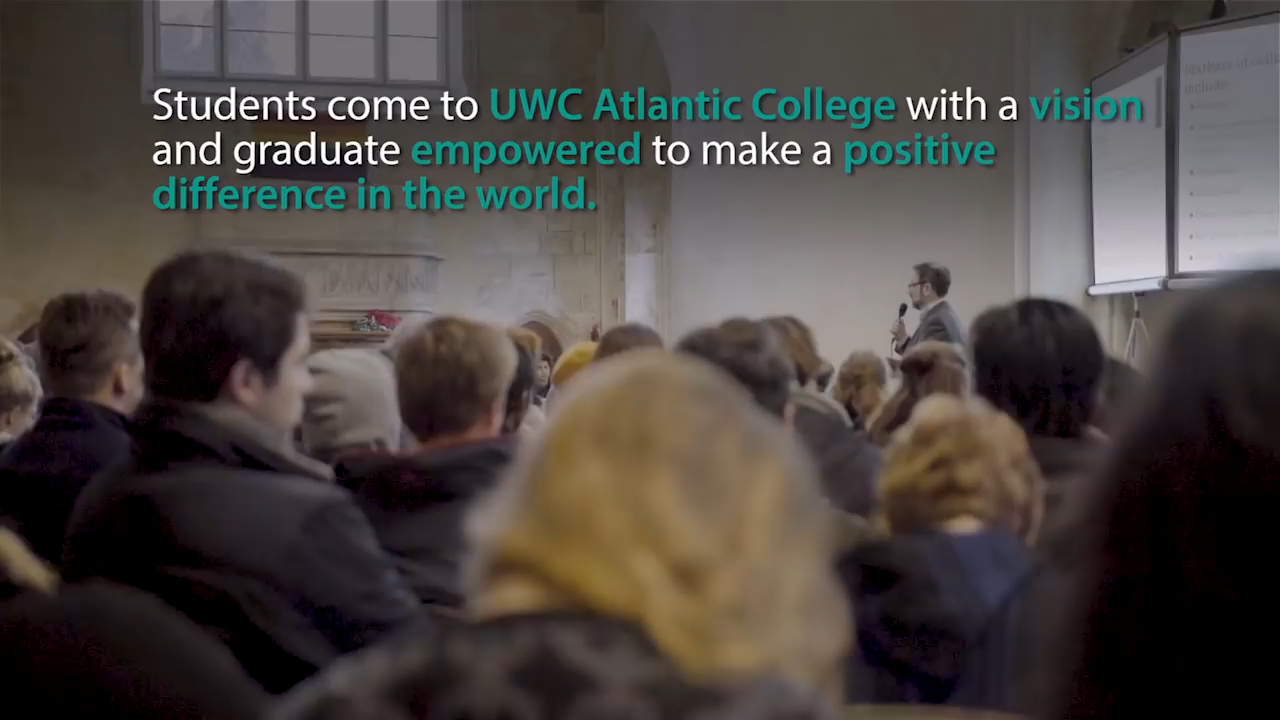 Students come to UWC Atlantic College with a vision
and graduate empowered to make a positive
difference in the world.